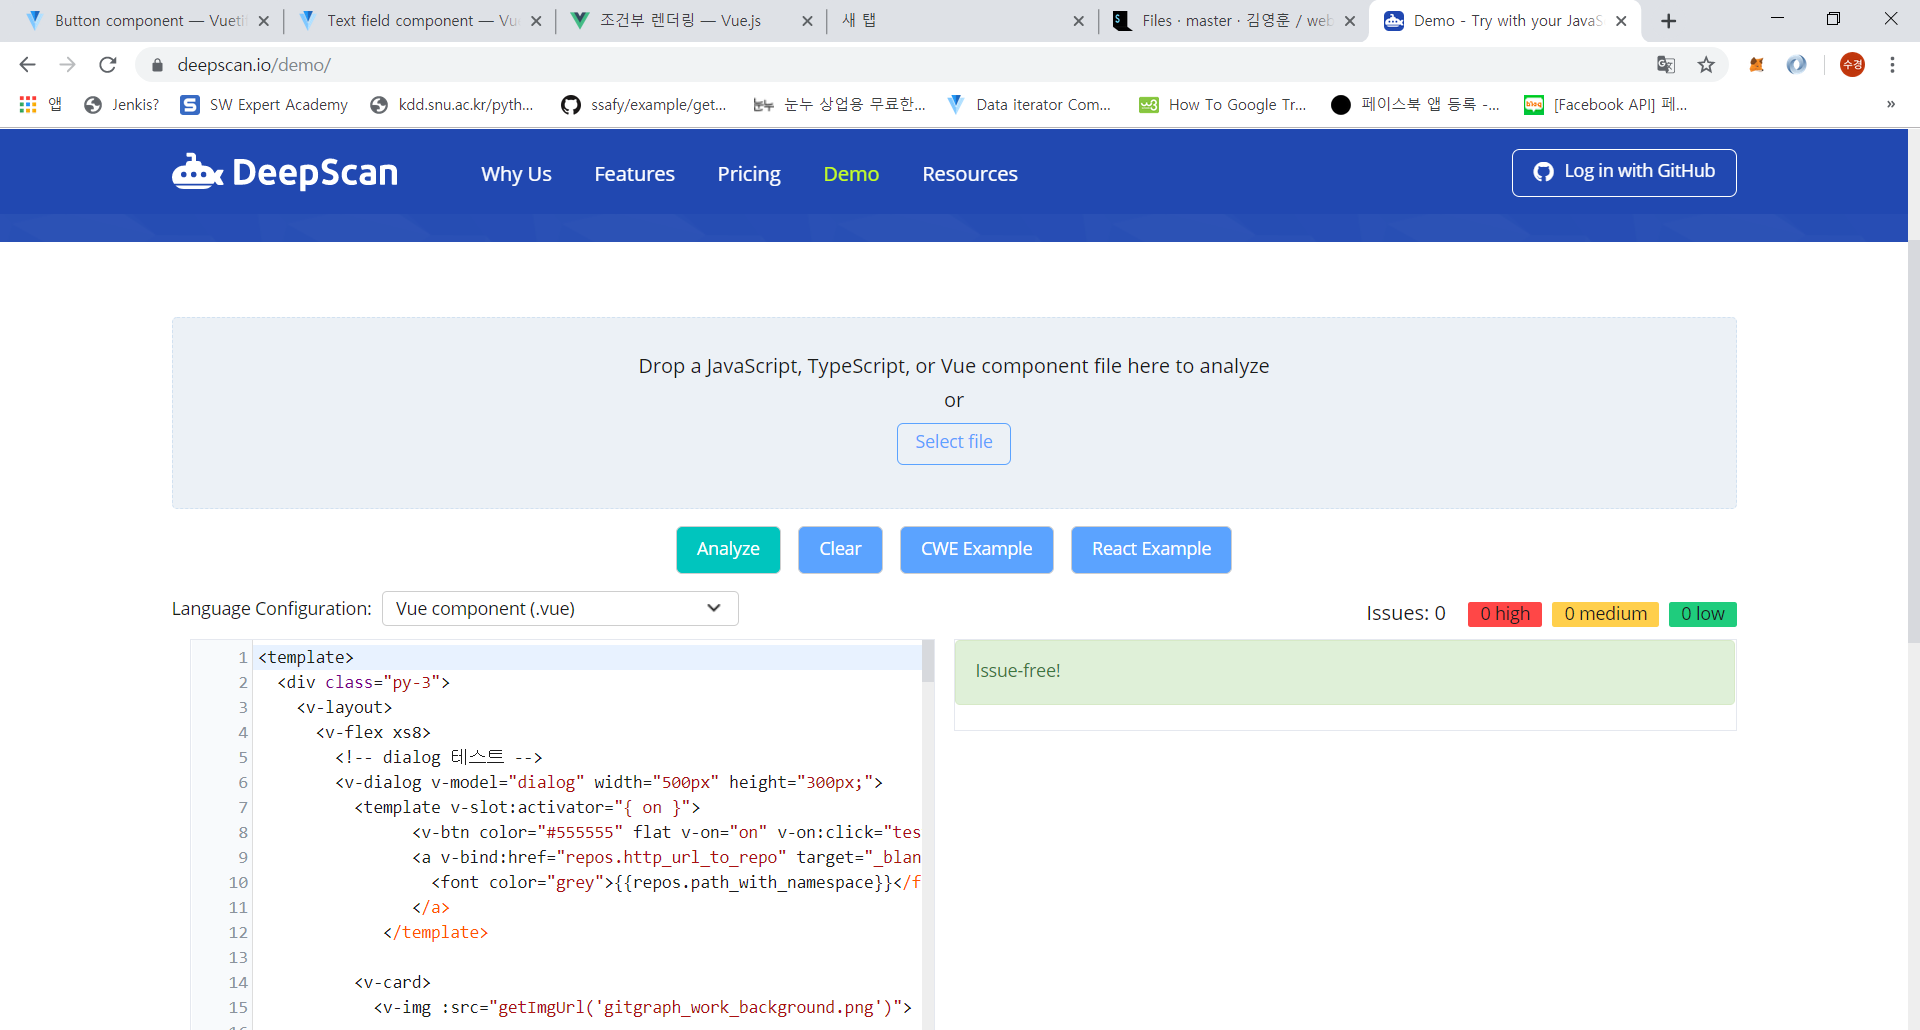 Button component — Vueti
Text field component — Vue
조건부 렌더링 — Vue.js
새 탭
Files · master · 김영훈 / web
Demo - Try with your JavaS
deepscan.io/demo/
수경
앱
Jenkis?
SW Expert Academy
kdd.snu.ac.kr/pyth...
ssafy/example/get...
눈누
눈누 상업용 무료한...
Data iterator Com...
w3
How To Google Tr...
페이스북 앱 등록 -...
blog
[Facebook API] 페...
»
DeepScan
Why Us
Features
Pricing
Demo
Resources
Log in with GitHub
Drop a JavaScript, TypeScript, or Vue component file here to analyze
or
Select file
Analyze
Clear
CWE Example
React Example
Language Configuration:
Vue component (.vue)
Issues: 0
0 high
0 medium
0 low
1 <template>
2 <div class="py-3">
3 <v-layout>
4 <v-flex xs8>
5 <!-- dialog 테스트 -->
6 <v-dialog v-model="dialog" width="500px" height="300px;">
7 <template v-slot:activator="{ on }">
8 <v-btn color="#555555" flat v-on="on" v-on:click="tes
9 <a v-bind:href="repos.http_url_to_repo" target="_blan
10 <font color="grey">{{repos.path_with_namespace}}</f
11 </a>
12 </template>
13
14 <v-card>
15 <v-img :src="getImgUrl('gitgraph_work_background.png')">
Issue-free!